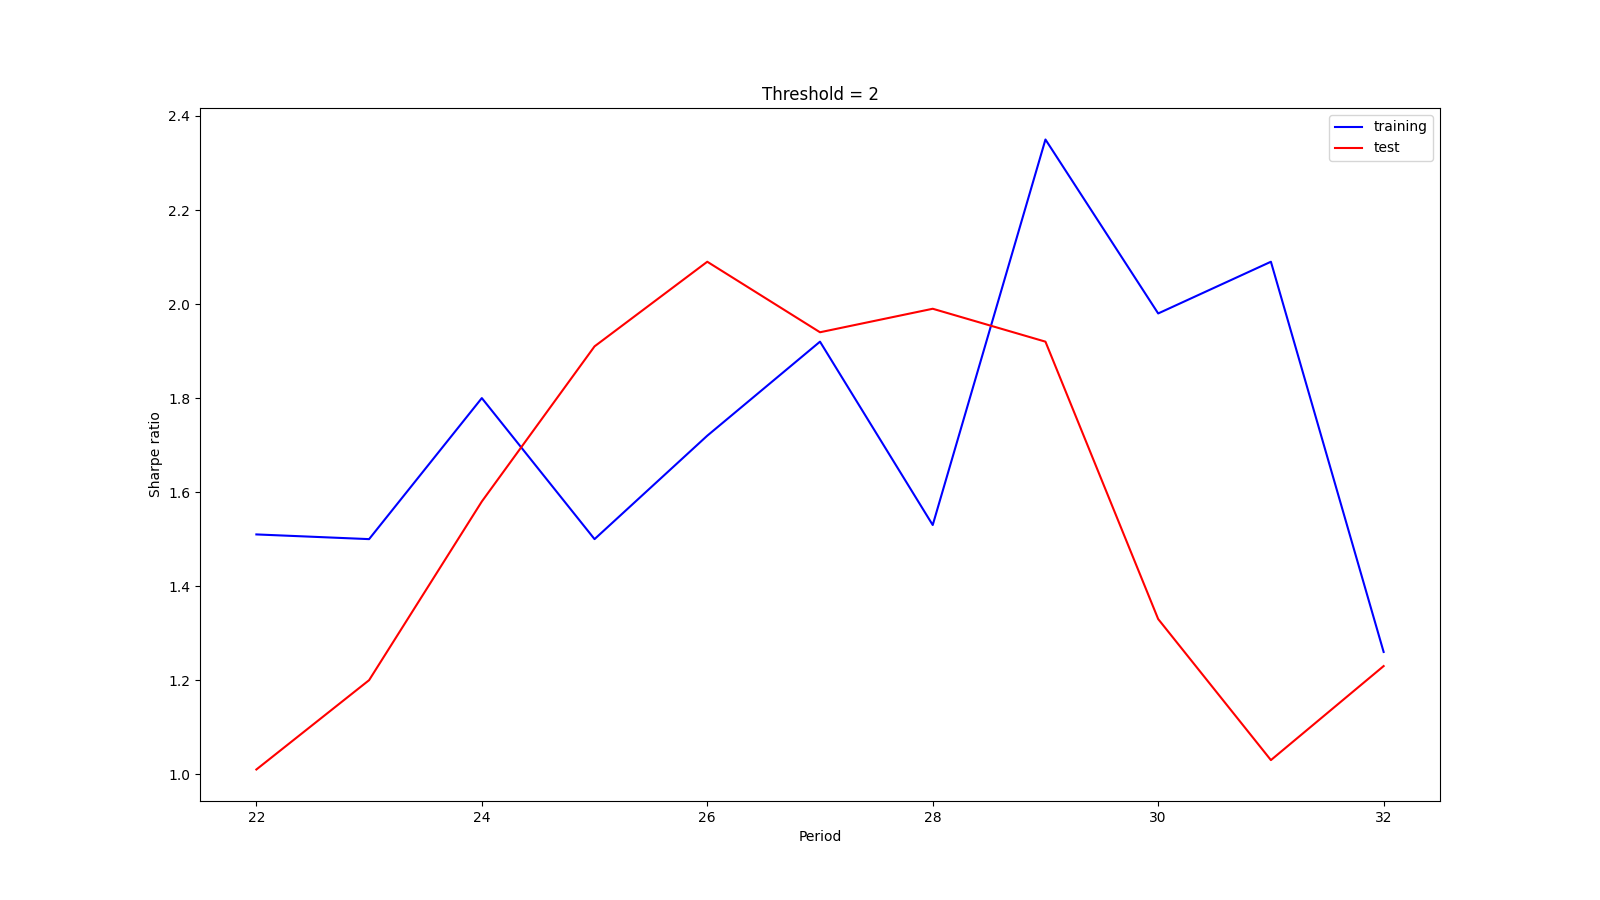 Threshold = 2
training
test
2.4
2.2
2.0
1.8
1.6
1.4
1.2
1.0
Sharpe ratio
22 24 26 28 30 32
Period